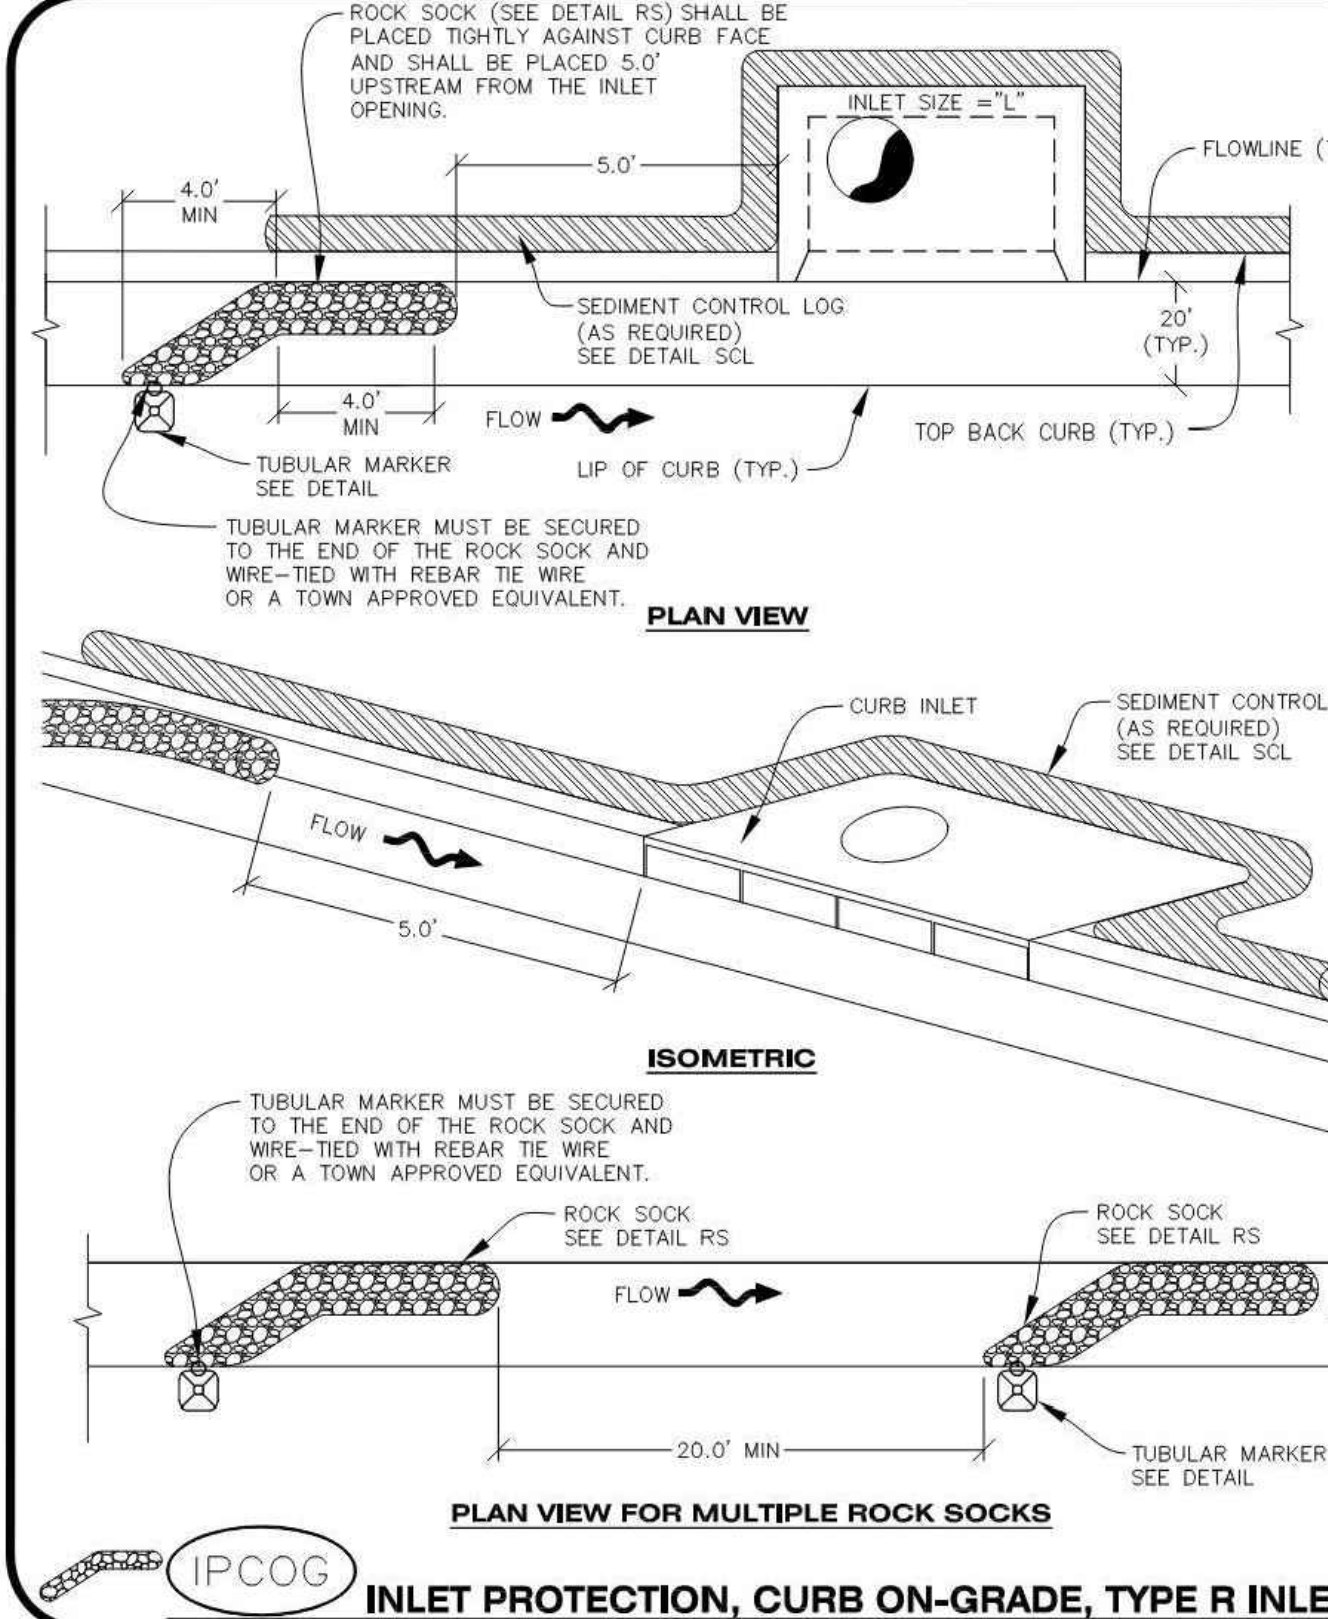 ROCK SOCK (SEE DETAIL RS) SHALL BE
PLACED TIGHTLY AGAINST CURB FACE
AND SHALL BE PLACED 5.0'
UPSTREAM FROM THE INLET
OPENING.
INLET SIZE ="L"
FLOWLINE (
5.0'
4.0'
MIN
SEDIMENT CONTROL LOG
(AS REQUIRED)
SEE DETAIL SCL
20'
(TYP.)
4.0'
MIN
FLOW
TOP BACK CURB (TYP.)
LIP OF CURB (TYP.)
TUBULAR MARKER
SEE DETAIL
TUBULAR MARKER MUST BE SECURED
TO THE END OF THE ROCK SOCK AND
WIRE-TIED WITH REBAR TIE WIRE
OR A TOWN APPROVED EQUIVALENT.
PLAN VIEW
CURB INLET
SEDIMENT CONTROL
(AS REQUIRED)
SEE DETAIL SCL
FLOW
5.0'
ISOMETRIC
TUBULAR MARKER MUST BE SECURED
TO THE END OF THE ROCK SOCK AND
WIRE-TIED WITH REBAR TIE WIRE
OR A TOWN APPROVED EQUIVALENT.
ROCK SOCK
SEE DETAIL RS
ROCK SOCK
SEE DETAIL RS
FLOW
20.0' MIN
TUBULAR MARKER
SEE DETAIL
PLAN VIEW FOR MULTIPLE ROCK SOCKS
IPCOG
INLET PROTECTION, CURB ON-GRADE, TYPE R INLE